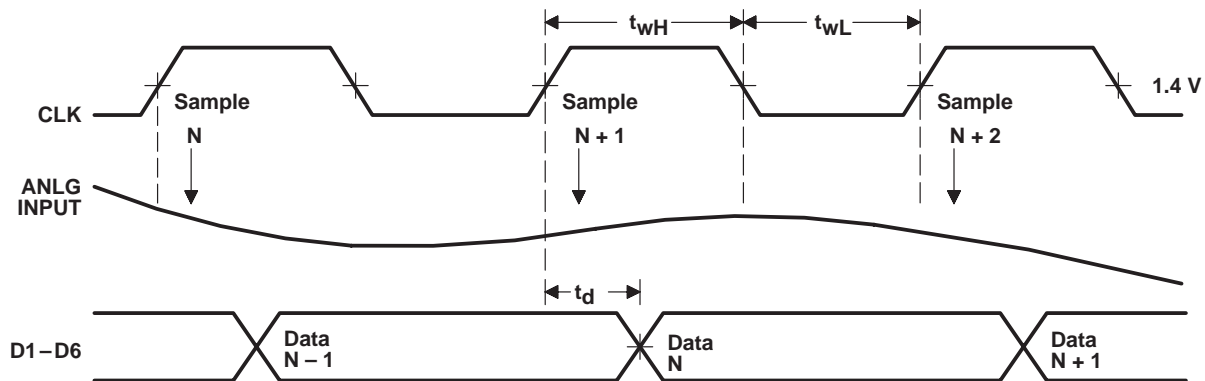 twH
twL
CLK
Sample
N
Sample
N + 1
Sample
N + 2
1.4 V
ANLG
INPUT
td
D1–D6
Data
N – 1
Data
N
Data
N + 1